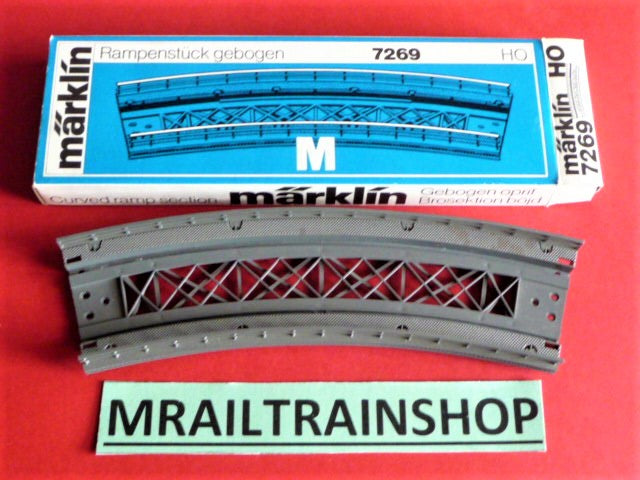 märklin
Rampenstück gebogen 7269 HO
M
märklin HO
7269
Curved ramp section märklin Gebogen oprit
Brosektion böjd
MRAILTRAINSHOP